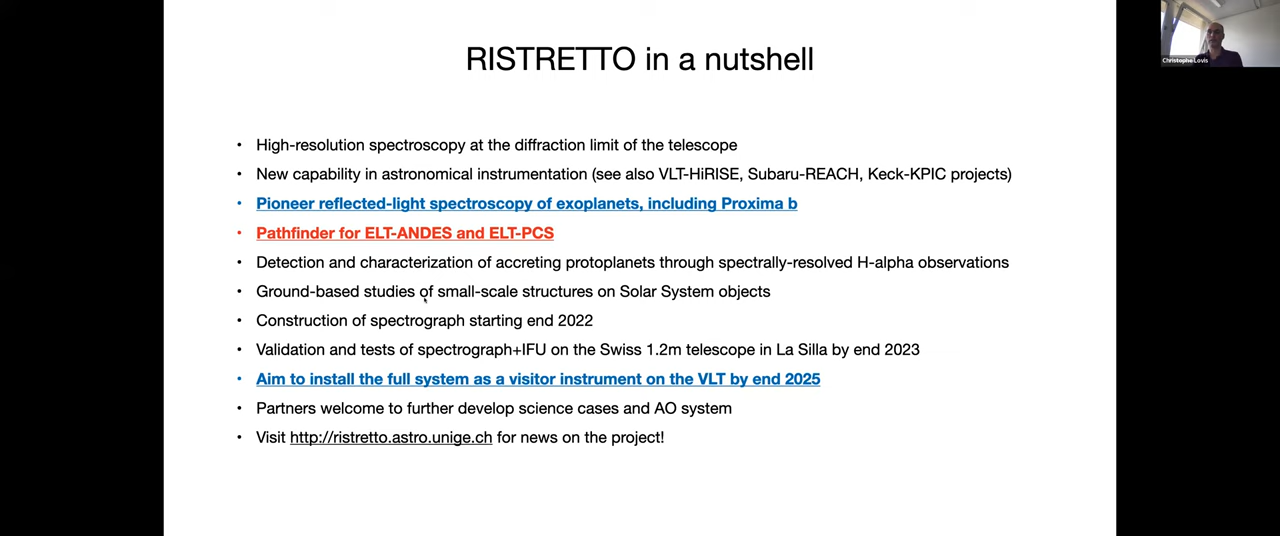 RISTRETTO in a nutshell
Christophe Lovis
• High-resolution spectroscopy at the diffraction limit of the telescope
• New capability in astronomical instrumentation (see also VLT-HiRISE, Subaru-REACH, Keck-KPIC projects)
• Pioneer reflected-light spectroscopy of exoplanets, including Proxima b
• Pathfinder for ELT-ANDES and ELT-PCS
• Detection and characterization of accreting protoplanets through spectrally-resolved H-alpha observations
• Ground-based studies of small-scale structures on Solar System objects
• Construction of spectrograph starting end 2022
• Validation and tests of spectrograph+IFU on the Swiss 1.2m telescope in La Silla by end 2023
• Aim to install the full system as a visitor instrument on the VLT by end 2025
• Partners welcome to further develop science cases and AO system
• Visit http://ristretto.astro.unige.ch for news on the project!